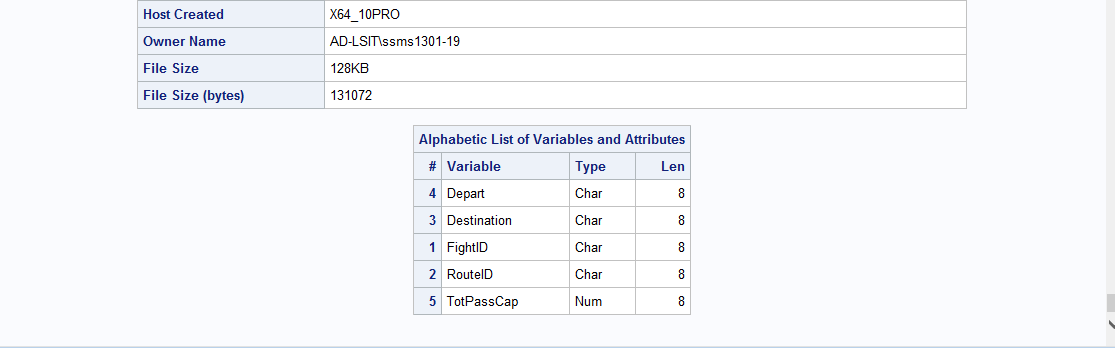 Host Created X64_10PRO
Owner Name AD-LSIT\ssms1301-19
File Size 128KB
File Size (bytes) 131072
Alphabetic List of Variables and Attributes
# Variable Type Len
4 Depart Char 8
3 Destination Char 8
1 FightID Char 8
2 RouteID Char 8
5 TotPassCap Num 8